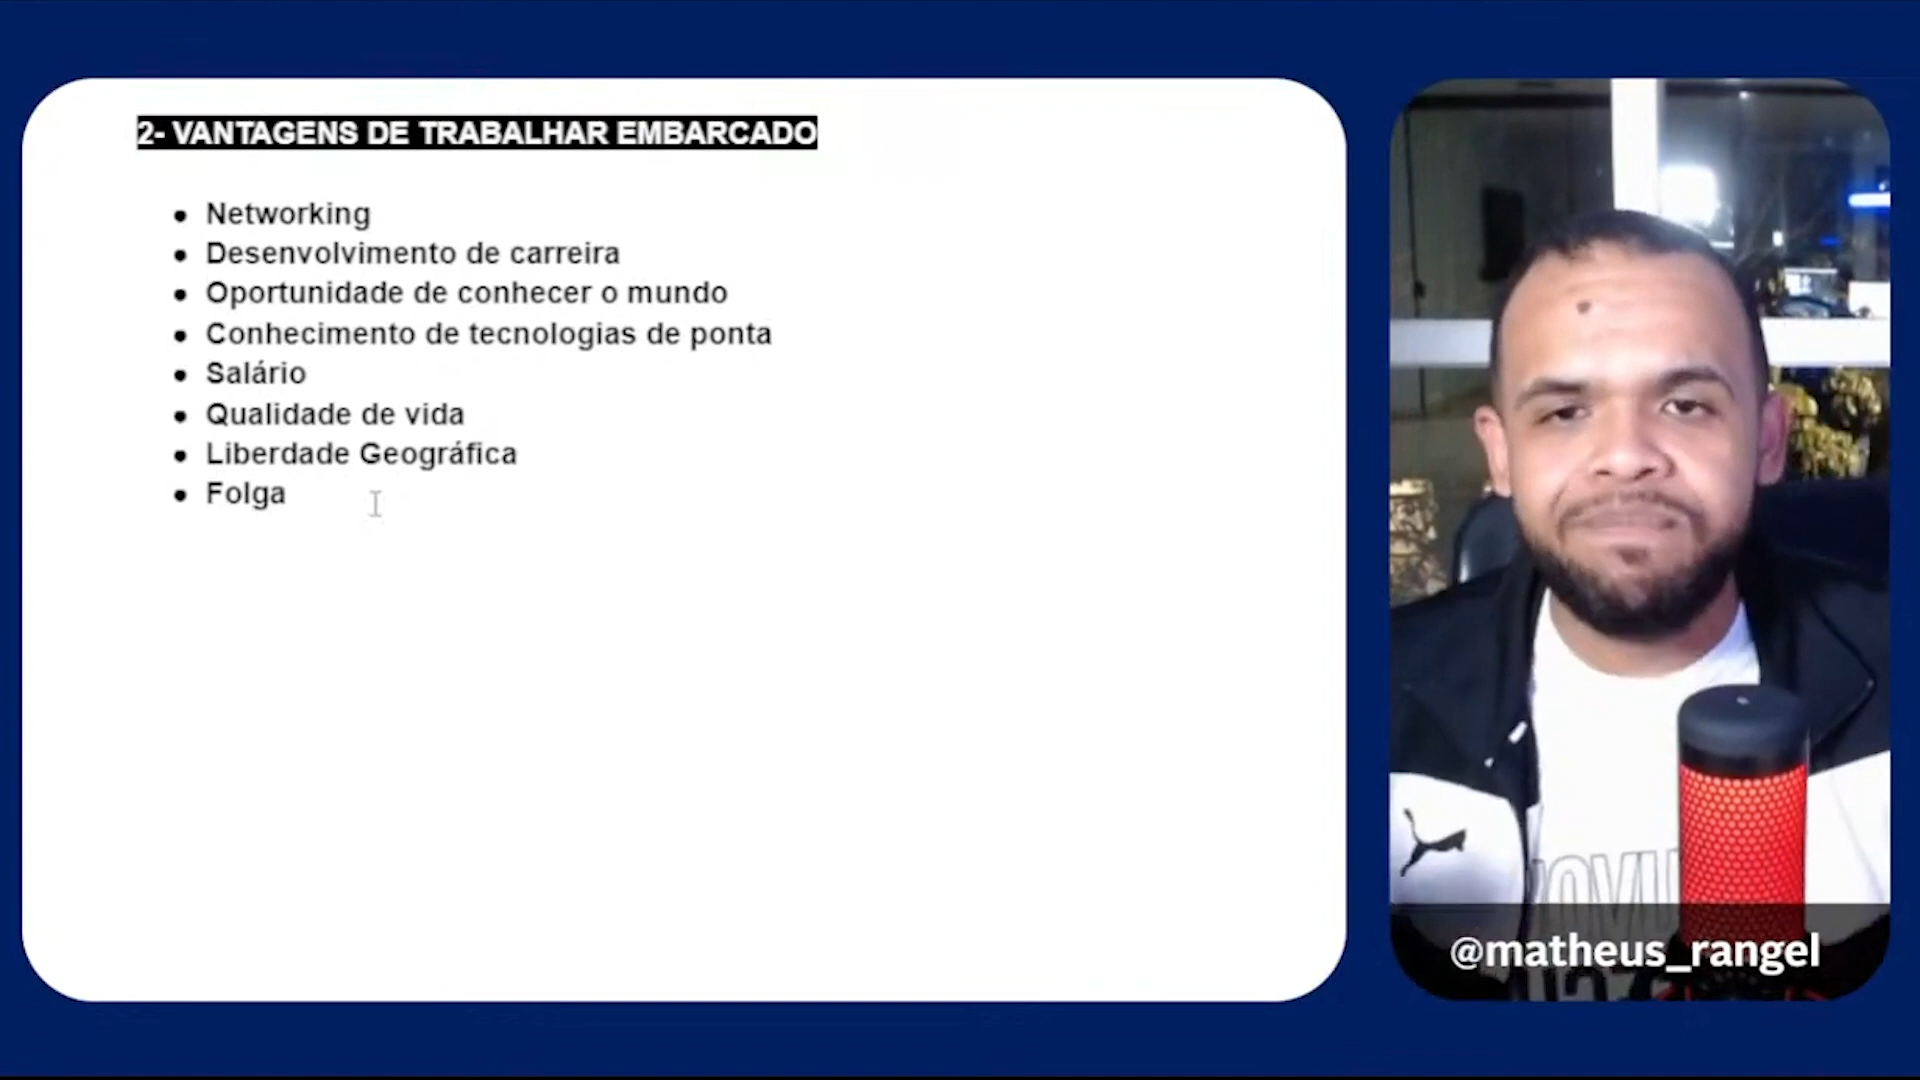 2- VANTAGENS DE TRABALHAR EMBARCADO
• Networking
• Desenvolvimento de carreira
• Oportunidade de conhecer o mundo
• Conhecimento de tecnologias de ponta
• Salário
• Qualidade de vida
• Liberdade Geográfica
• Folga
@matheus_rangel